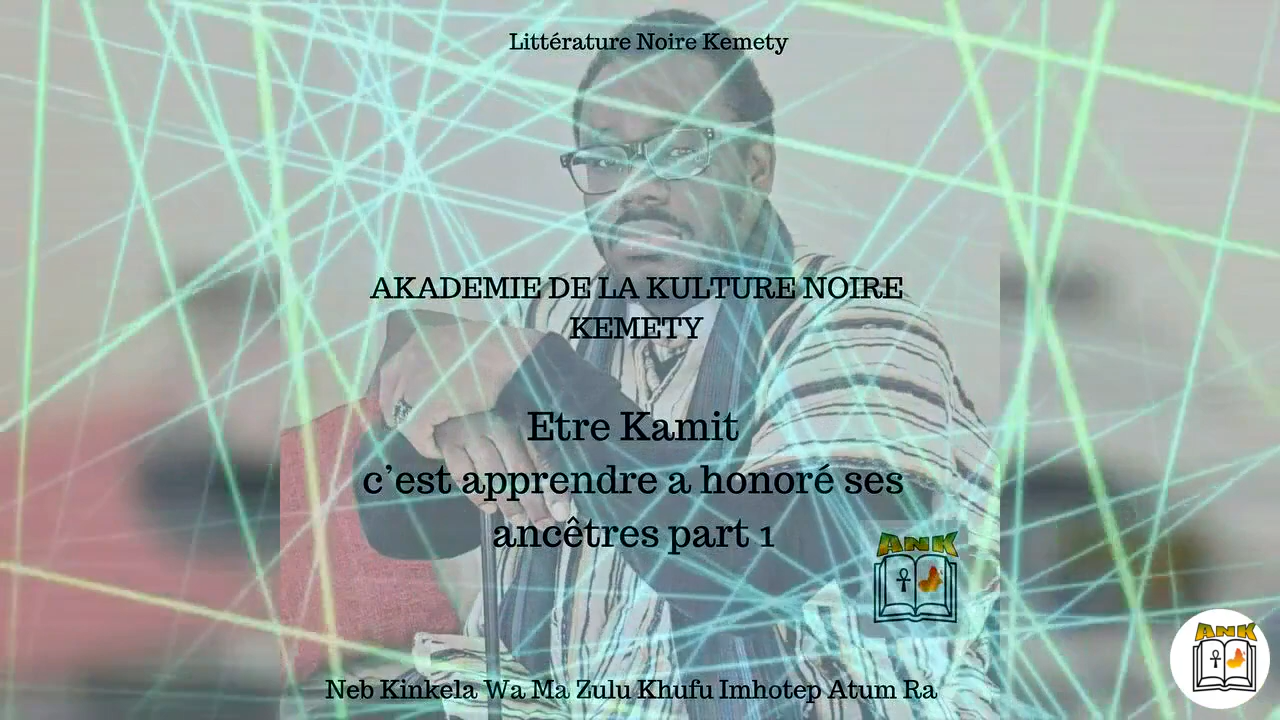 Littérature Noire Kemety
AKADEMIE DE LA KULTURE NOIRE
KEMETY
Etre Kamit
c'est apprendre a honoré ses
ancêtres part 1
ANK
Neb Kinkela Wa Ma Zulu Khufu Imhotep Atum Ra
ANK